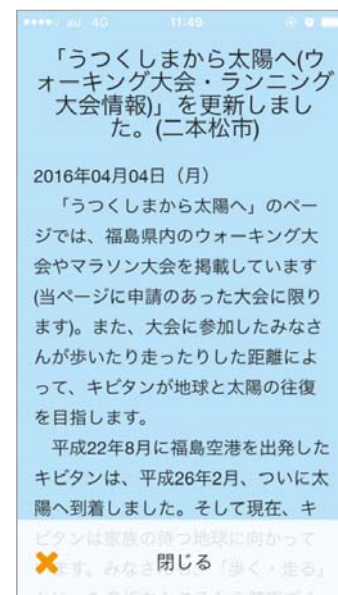 au 4G 11:49
「うつくしまから太陽へ(ウ
ォーキング大会・ランニング
大会情報)」を更新しまし
た。(二本松市)
2016年04月04日（月）
「うつくしまから太陽へ」のペー
ジでは、福島県内のウォーキング大
会やマラソン大会を掲載しています
(当ページに申請のあった大会に限り
ます)。また、大会に参加したみなさ
んが歩いたり走ったりした距離によ
って、キビタンが地球と太陽の往復
を目指します。
平成22年8月に福島空港を出発した
キビタンは、平成26年2月、ついに太
陽へ到着しました。そして現在、キ
ビタンは家族の待つ地球に向かって
います。みなさんも、「歩く・走る」
閉じる